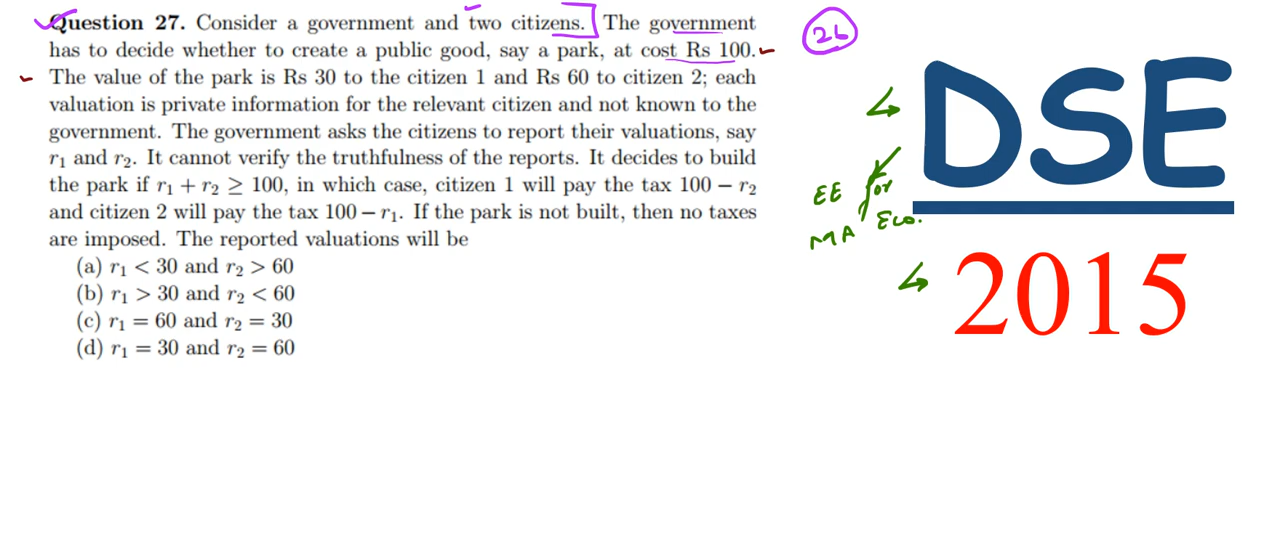 Question 27. Consider a government and two citizens. The government
has to decide whether to create a public good, say a park, at cost Rs 100.
The value of the park is Rs 30 to the citizen 1 and Rs 60 to citizen 2; each
valuation is private information for the relevant citizen and not known to the
government. The government asks the citizens to report their valuations, say
r₁ and r₂. It cannot verify the truthfulness of the reports. It decides to build
the park if r₁ + r₂ ≥ 100, in which case, citizen 1 will pay the tax 100 − r₂
and citizen 2 will pay the tax 100 − r₁. If the park is not built, then no taxes
are imposed. The reported valuations will be
(a) r₁ < 30 and r₂ > 60
(b) r₁ > 30 and r₂ < 60
(c) r₁ = 60 and r₂ = 30
(d) r₁ = 30 and r₂ = 60
26
DSE
EE for
MA Eco.
2015